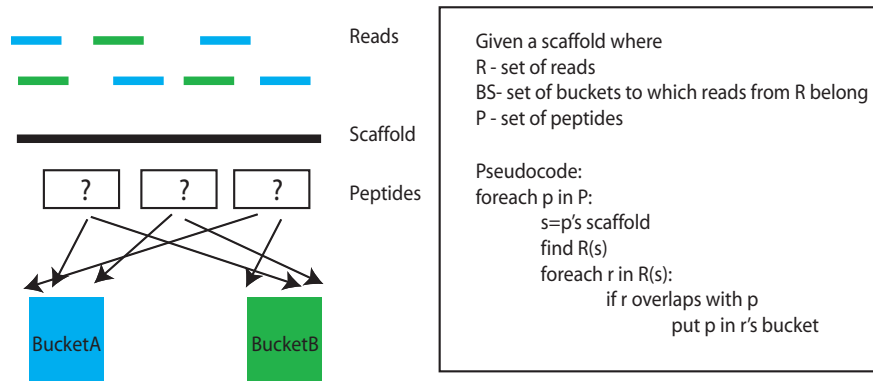 Reads
Scaffold
Peptides
?
?
?
BucketA
BucketB
Given a scaffold where
R - set of reads
BS- set of buckets to which reads from R belong
P - set of peptides
Pseudocode:
foreach p in P:
s=p's scaffold
find R(s)
foreach r in R(s):
if r overlaps with p
put p in r's bucket